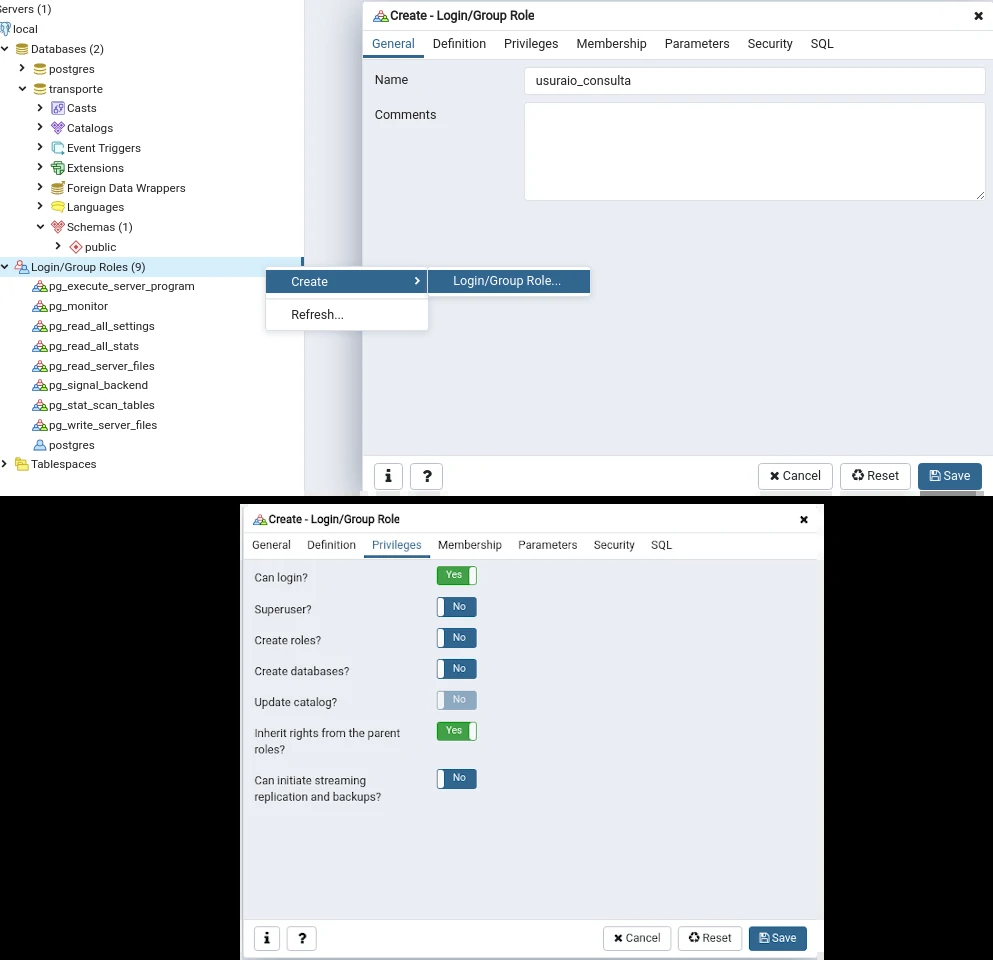 Servers (1)
local
Databases (2)
postgres
transporte
Casts
Catalogs
Event Triggers
Extensions
Foreign Data Wrappers
Languages
Schemas (1)
public
Login/Group Roles (9)
pg_execute_server_program
pg_monitor
pg_read_all_settings
pg_read_all_stats
pg_read_server_files
pg_signal_backend
pg_stat_scan_tables
pg_write_server_files
postgres
Tablespaces
Create
Login/Group Role...
Refresh...
Create - Login/Group Role
General Definition Privileges Membership Parameters Security SQL
Name usuraio_consulta
Comments
i ? Cancel Reset Save
Create - Login/Group Role
General Definition Privileges Membership Parameters Security SQL
Can login? Yes
Superuser? No
Create roles? No
Create databases? No
Update catalog? No
Inherit rights from the parent Yes
roles?
Can initiate streaming No
replication and backups?
i ? Cancel Reset Save